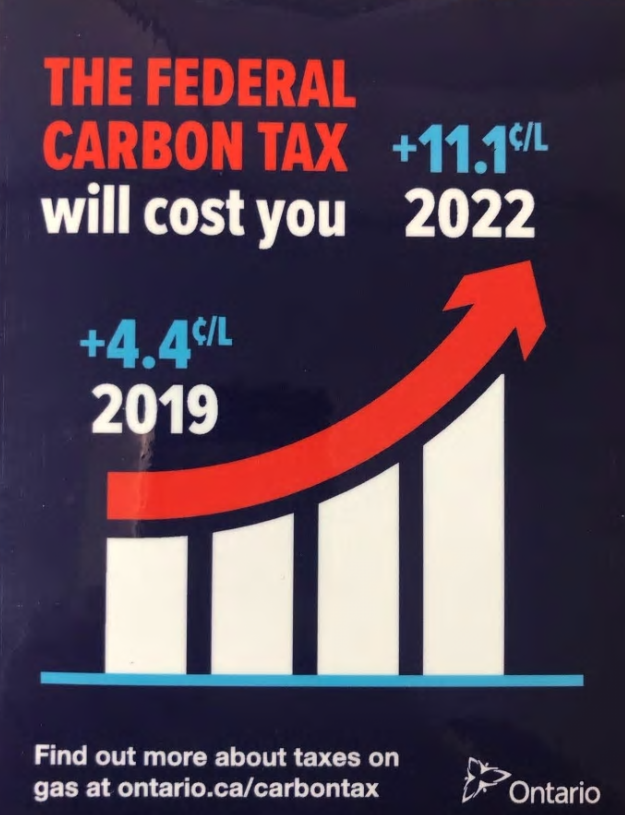 THE FEDERAL
CARBON TAX
will cost you
+11.1¢/L
2022
+4.4¢/L
2019
Find out more about taxes on
gas at ontario.ca/carbontax
Ontario